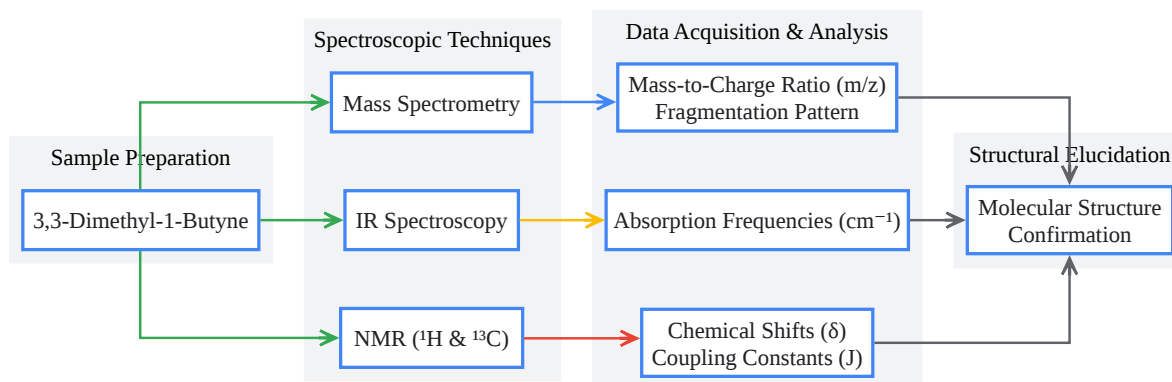 Spectroscopic Techniques
Data Acquisition & Analysis
Mass Spectrometry
Mass-to-Charge Ratio (m/z)
Fragmentation Pattern
Sample Preparation
Structural Elucidation
3,3-Dimethyl-1-Butyne
IR Spectroscopy
Absorption Frequencies (cm⁻¹)
Molecular Structure
Confirmation
NMR (¹H & ¹³C)
Chemical Shifts (δ)
Coupling Constants (J)